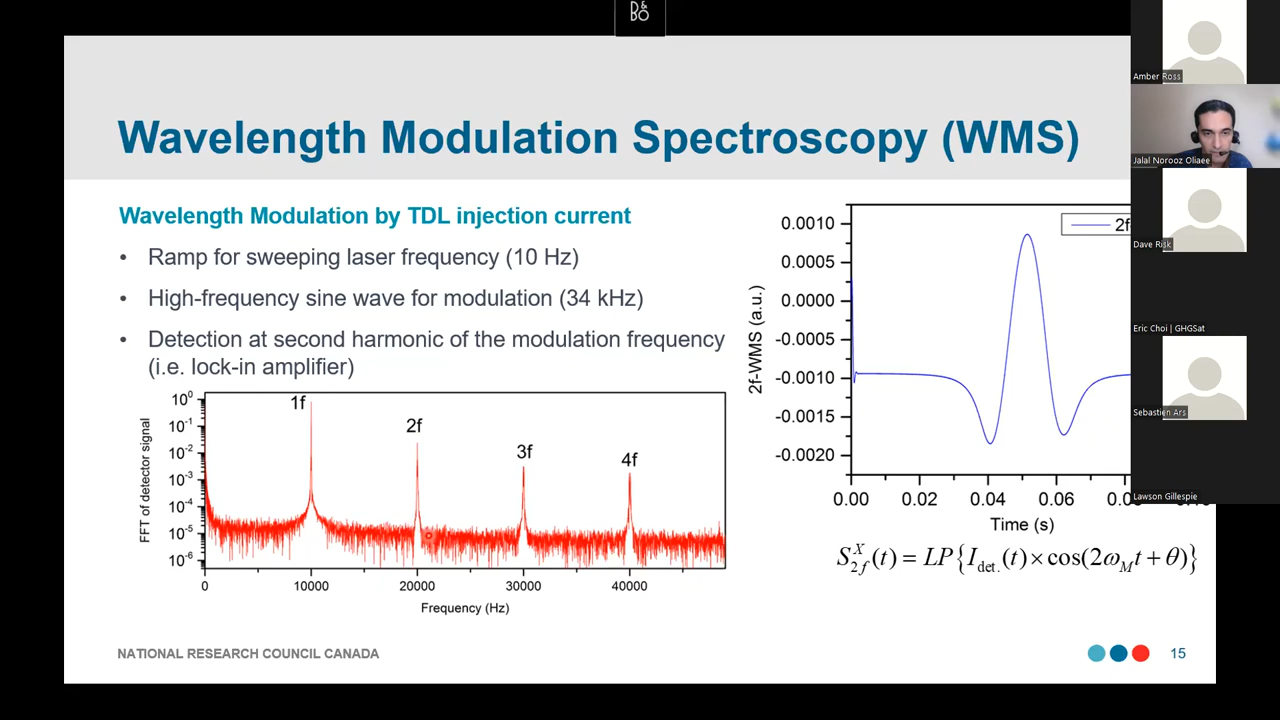 B&O
Wavelength Modulation Spectroscopy (WMS)
Wavelength Modulation by TDL injection current
• Ramp for sweeping laser frequency (10 Hz)
• High-frequency sine wave for modulation (34 kHz)
• Detection at second harmonic of the modulation frequency
(i.e. lock-in amplifier)
FFT of detector signal
10⁰
10⁻¹
10⁻²
10⁻³
10⁻⁴
10⁻⁵
10⁻⁶
1f
2f
3f
4f
0 10000 20000 30000 40000
Frequency (Hz)
2f-WMS (a.u.)
0.0010
0.0005
0.0000
-0.0005
-0.0010
-0.0015
-0.0020
2f
0.00 0.02 0.04 0.06
Time (s)
S₂fˣ(t) = LP{I_det.(t)×cos(2ω_M t + θ)}
NATIONAL RESEARCH COUNCIL CANADA
15
Amber Ross
Jalal Norooz Oliaee
Dave Risk
Eric Choi | GHGSat
Sebastien Ars
Lawson Gillespie